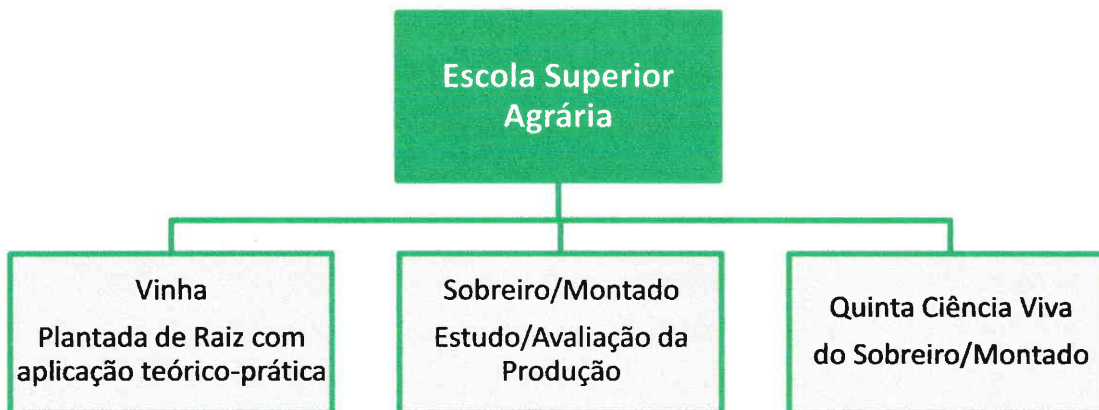 Escola Superior
Agrária
Vinha
Plantada de Raiz com
aplicação teórico-prática
Sobreiro/Montado
Estudo/Avaliação da
Produção
Quinta Ciência Viva
do Sobreiro/Montado